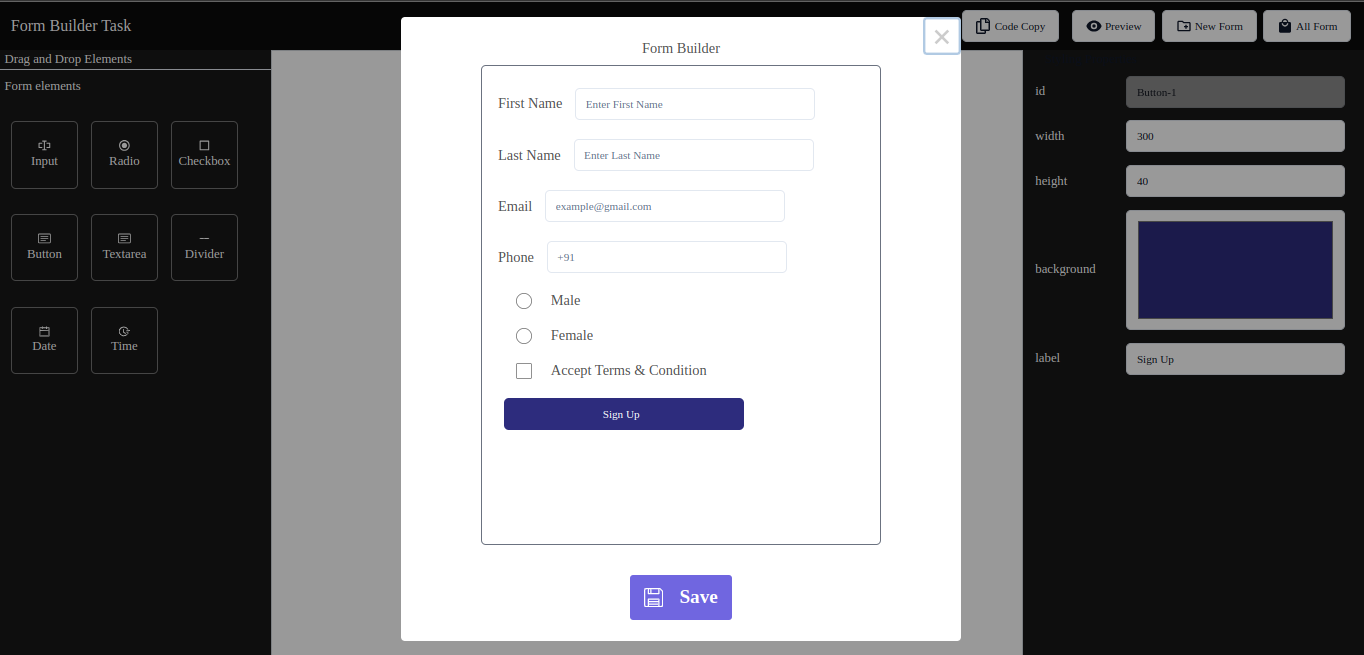 Form Builder Task
Code Copy
Preview
New Form
All Form
Drag and Drop Elements
Form elements
Input
Radio
Checkbox
Button
Textarea
Divider
Date
Time
Form Builder
First Name
Enter First Name
Last Name
Enter Last Name
Email
example@gmail.com
Phone
+91
Male
Female
Accept Terms & Condition
Sign Up
Save
id
Button-1
width
300
height
40
background
label
Sign Up